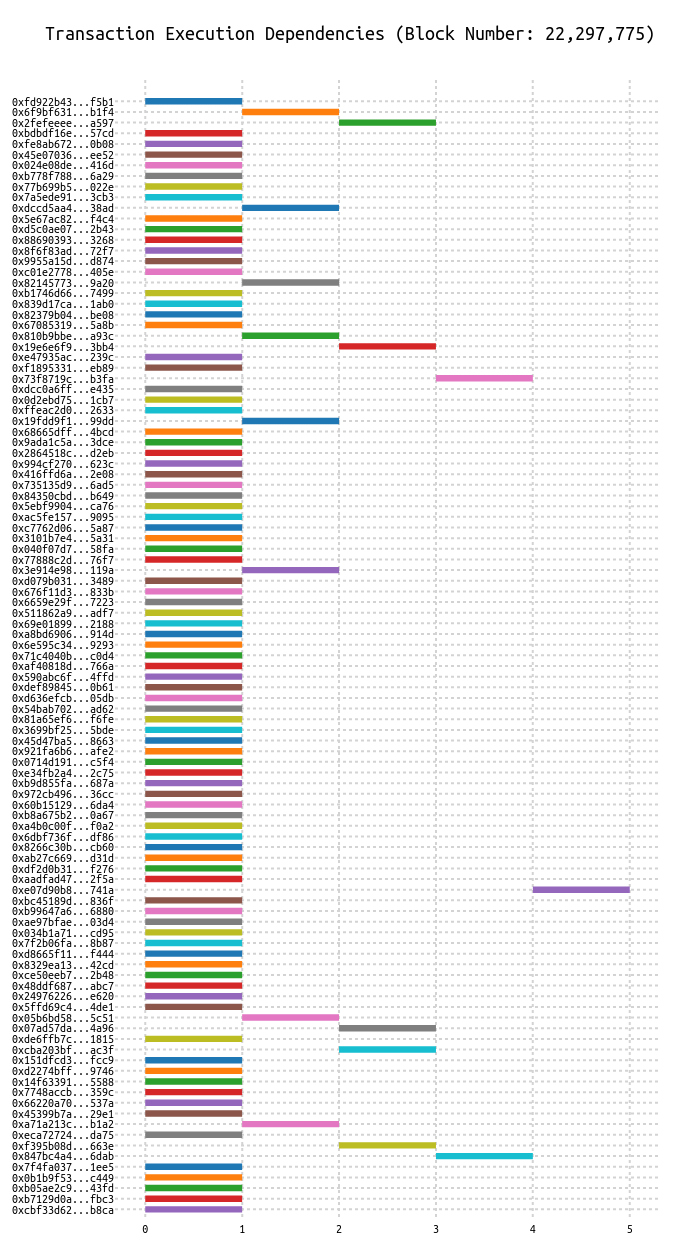 Transaction Execution Dependencies (Block Number: 22,297,775)
0xfd922b43...f5b1
0x6f9bf631...b1f4
0x2fefeeee...a597
0xbdbdf16e...57cd
0xfe8ab672...0b08
0x45e07036...ee52
0x024e08de...416d
0xb778f788...6a29
0x77b699b5...022e
0x7a5ede91...3cb3
0xdccd5aa4...38ad
0x5e67ac82...f4c4
0xd5c0ae07...2b43
0x88690393...3268
0x8f6f83ad...72f7
0x9955a15d...d874
0xc01e2778...405e
0x82145773...9a20
0xb1746d66...7499
0x839d17ca...1ab0
0x82379b04...be08
0x67085319...5a8b
0x810b9bbe...a93c
0x19e6e6f9...3bb4
0xe47935ac...239c
0xf1895331...eb89
0x73f8719c...b3fa
0xdcc0a6ff...e435
0x0d2ebd75...1cb7
0xffeac2d0...2633
0x19fdd9f1...99dd
0x68665dff...4bcd
0x9ada1c5a...3dce
0x2864518c...d2eb
0x994cf270...623c
0x416ffd6a...2e08
0x735135d9...6ad5
0x84350cbd...b649
0x5ebf9904...ca76
0xac5fe157...9095
0xc7762d06...5a87
0x3101b7e4...5a31
0x040f07d7...58fa
0x77888c2d...76f7
0x3e914e98...119a
0xd079b031...3489
0x676f11d3...833b
0x6659e29f...7223
0x511862a9...adf7
0x69e01899...2188
0xa8bd6906...914d
0x6e595c34...9293
0x71c4040b...c0d4
0xaf40818d...766a
0x590abc6f...4ffd
0xdef89845...0b61
0xd636efcb...05db
0x54bab702...ad62
0x81a65ef6...f6fe
0x3699bf25...5bde
0x45d47ba5...8663
0x921fa6b6...afe2
0x0714d191...c5f4
0xe34fb2a4...2c75
0xb9d855fa...687a
0x972cb496...36cc
0x60b15129...6da4
0xb8a675b2...0a67
0xa4b0c00f...f0a2
0x6dbf736f...df86
0x8266c30b...cb60
0xab27c669...d31d
0xdf2d0b31...f276
0xaadfad47...2f5a
0xe07d90b8...741a
0xbc45189d...836f
0xb99647a6...6880
0xae97bfae...03d4
0x034b1a71...cd95
0x7f2b06fa...8b87
0xd8665f11...f444
0x8329ea13...42cd
0xce50eeb7...2b48
0x48ddf687...abc7
0x24976226...e620
0x5ffd69c4...4de1
0x05b6bd58...5c51
0x07ad57da...4a96
0xde6ffb7c...1815
0xcba203bf...ac3f
0x151dfcd3...fcc9
0xd2274bff...9746
0x14f63391...5588
0x7748accb...359c
0x66220a70...537a
0x45399b7a...29e1
0xa71a213c...b1a2
0xeca72724...da75
0xf395b08d...663e
0x847bc4a4...6dab
0x7f4fa037...1ee5
0x0b1b9f53...c449
0xb05ae2c9...43fd
0xb7129d0a...fbc3
0xcbf33d62...b8ca
0 1 2 3 4 5